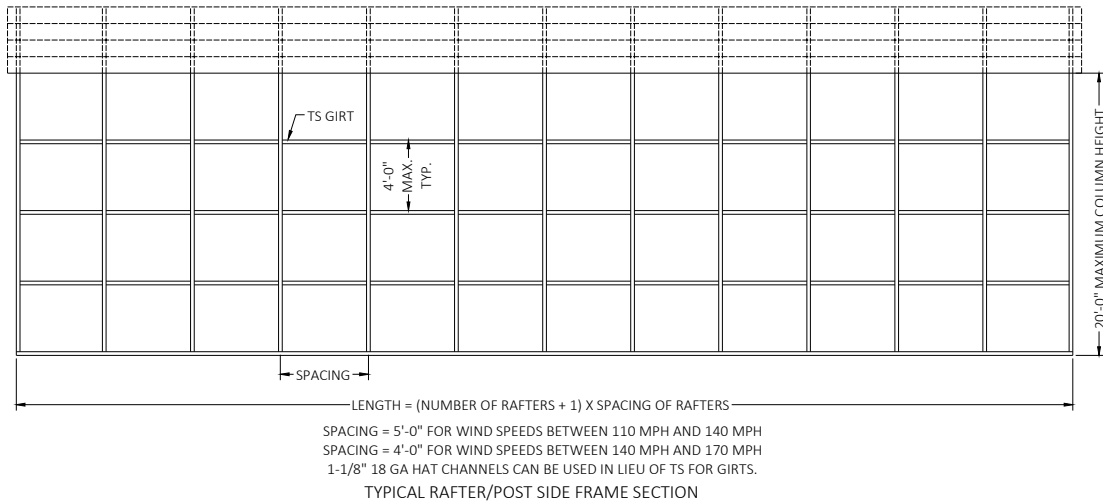 TS GIRT
4'-0"
MAX.
TYP.
20'-0" MAXIMUM COLUMN HEIGHT
SPACING
LENGTH = (NUMBER OF RAFTERS + 1) X SPACING OF RAFTERS
SPACING = 5'-0" FOR WIND SPEEDS BETWEEN 110 MPH AND 140 MPH
SPACING = 4'-0" FOR WIND SPEEDS BETWEEN 140 MPH AND 170 MPH
1-1/8" 18 GA HAT CHANNELS CAN BE USED IN LIEU OF TS FOR GIRTS.
TYPICAL RAFTER/POST SIDE FRAME SECTION